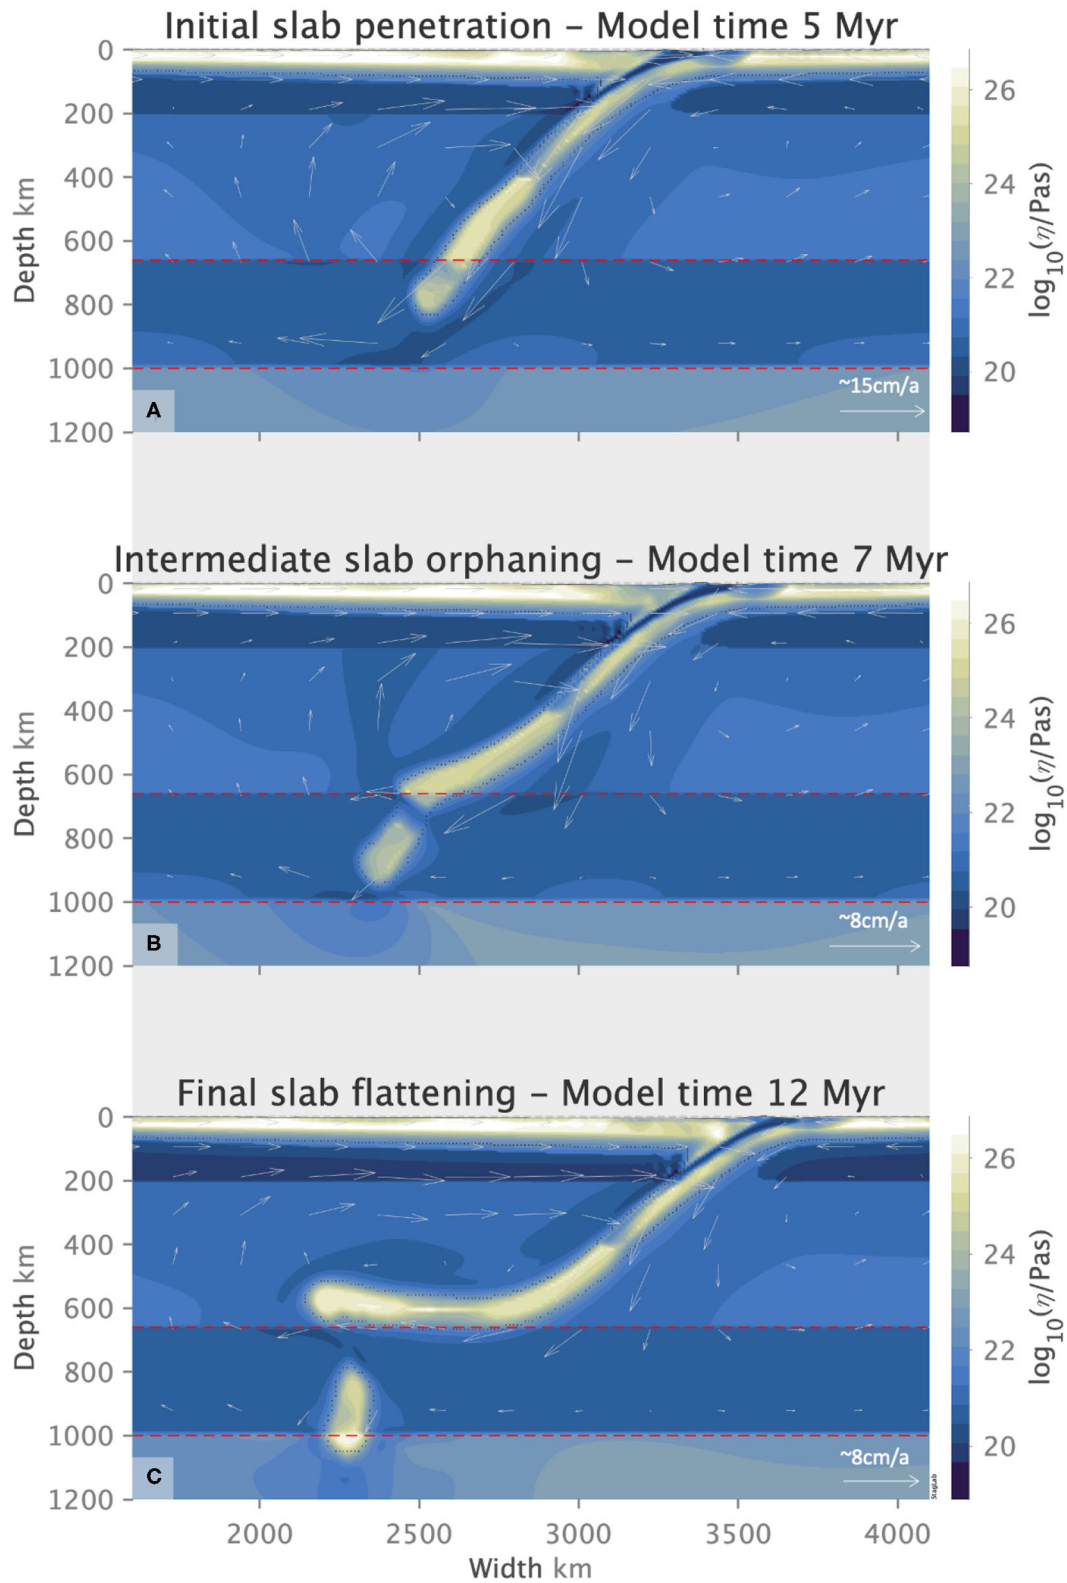 Initial slab penetration – Model time 5 Myr
0
200
400
600
800
1000
1200
Depth km
A
~15cm/a
26
24
22
20
log10(η/Pas)
Intermediate slab orphaning – Model time 7 Myr
0
200
400
600
800
1000
1200
Depth km
B
~8cm/a
26
24
22
20
log10(η/Pas)
Final slab flattening – Model time 12 Myr
0
200
400
600
800
1000
1200
Depth km
C
~8cm/a
StagLab
26
24
22
20
log10(η/Pas)
2000 2500 3000 3500 4000
Width km